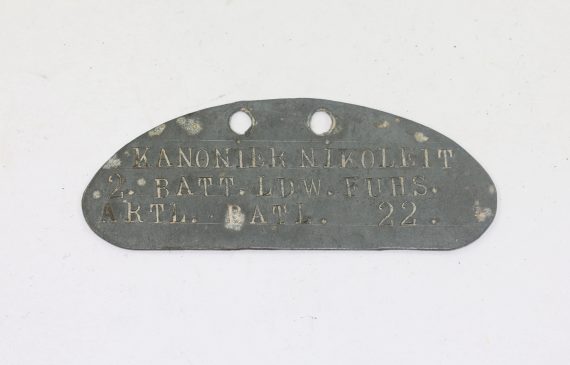 KANONIER NIKOLEIT
2. BATT. LDW. FUHS.
ARTL. BATL. 22.